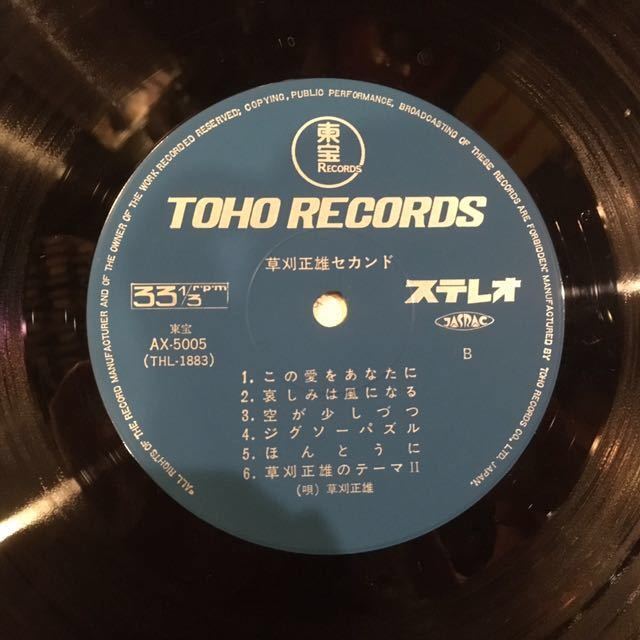 *ALL RIGHTS OF THE RECORD MANUFACTURER AND OF THE OWNER OF THE WORK RECORDED RESERVED; COPYING, PUBLIC PERFORMANCE, BROADCASTING OF THESE RECORDS ARE FORBIDDEN: MANUFACTURED BY TOHO RECORDS CO., LTD. JAPAN.
10
東宝
RECORDS
TOHO RECORDS
草刈正雄セカンド
33 1/3 r.p.m
ステレオ
JASRAC
東宝
AX-5005
(THL-1883)
B
1. この愛をあなたに
2. 哀しみは風になる
3. 空が少しづつ
4. ジグソーパズル
5. ほんとうに
6. 草刈正雄のテーマII
(唄) 草刈正雄